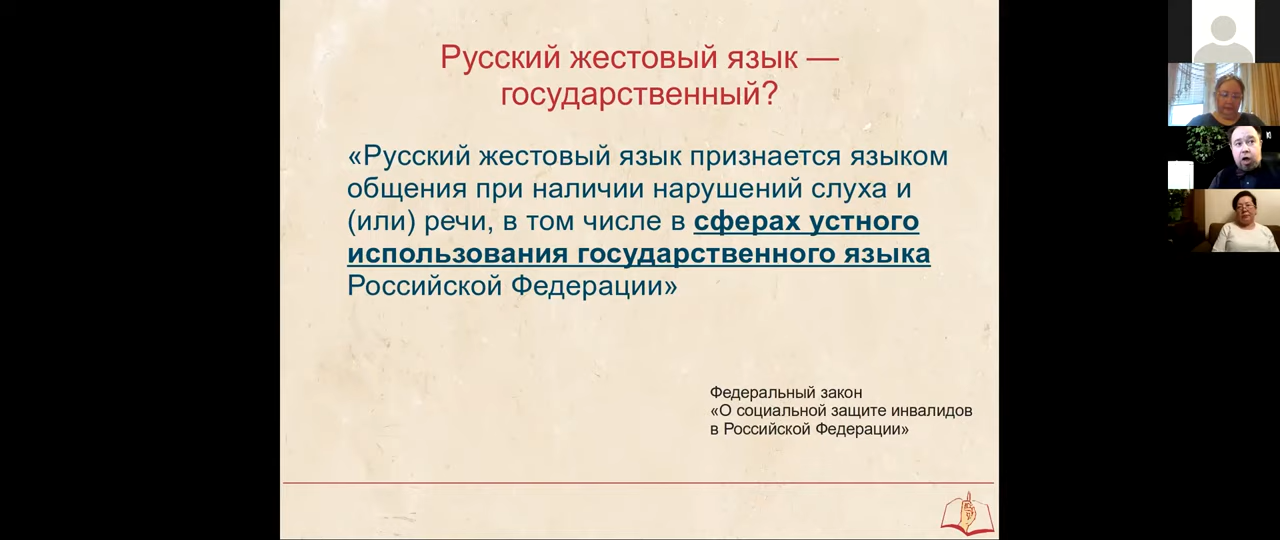 Русский жестовый язык —
государственный?
«Русский жестовый язык признается языком
общения при наличии нарушений слуха и
(или) речи, в том числе в сферах устного
использования государственного языка
Российской Федерации»
Федеральный закон
«О социальной защите инвалидов
в Российской Федерации»